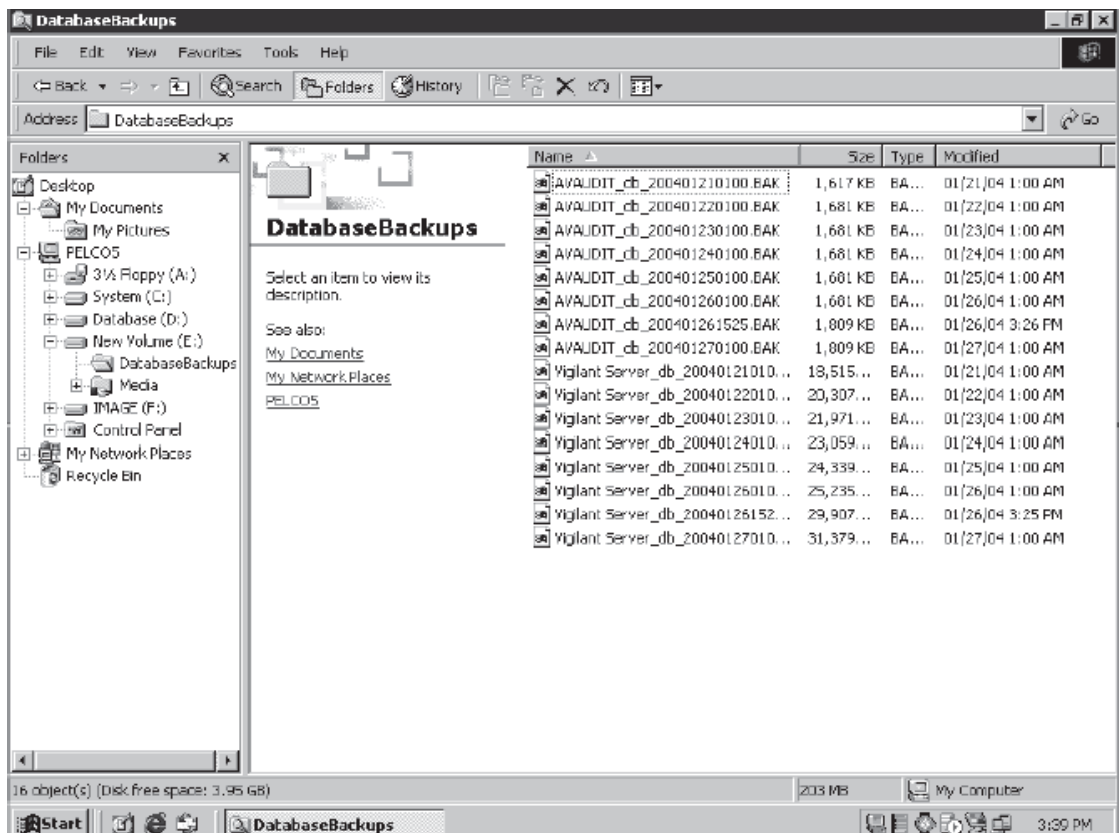 DatabaseBackups
File Edit View Favorites Tools Help
Back Search Folders History
Address DatabaseBackups Go
Folders x
Desktop
My Documents
My Pictures
PELCO5
3½ Floppy (A:)
System (C:)
Database (D:)
New Volume (E:)
DatabaseBackups
Media
IMAGE (F:)
Control Panel
My Network Places
Recycle Bin
DatabaseBackups
Select an item to view its
description.
See also:
My Documents
My Network Places
PELCO5
Name Size Type Modified
AVAUDIT_db_200401210100.BAK 1,617 KB BA... 01/21/04 1:00 AM
AVAUDIT_db_200401220100.BAK 1,681 KB BA... 01/22/04 1:00 AM
AVAUDIT_db_200401230100.BAK 1,681 KB BA... 01/23/04 1:00 AM
AVAUDIT_db_200401240100.BAK 1,681 KB BA... 01/24/04 1:00 AM
AVAUDIT_db_200401250100.BAK 1,681 KB BA... 01/25/04 1:00 AM
AVAUDIT_db_200401260100.BAK 1,681 KB BA... 01/26/04 1:00 AM
AVAUDIT_db_200401261525.BAK 1,809 KB BA... 01/26/04 3:26 PM
AVAUDIT_db_200401270100.BAK 1,809 KB BA... 01/27/04 1:00 AM
Vigilant Server_db_20040121010... 18,515... BA... 01/21/04 1:00 AM
Vigilant Server_db_20040122010... 20,307... BA... 01/22/04 1:00 AM
Vigilant Server_db_20040123010... 21,971... BA... 01/23/04 1:00 AM
Vigilant Server_db_20040124010... 23,059... BA... 01/24/04 1:00 AM
Vigilant Server_db_20040125010... 24,339... BA... 01/25/04 1:00 AM
Vigilant Server_db_20040126010... 25,235... BA... 01/26/04 1:00 AM
Vigilant Server_db_20040126152... 29,907... BA... 01/26/04 3:25 PM
Vigilant Server_db_20040127010... 31,379... BA... 01/27/04 1:00 AM
16 object(s) (Disk free space: 3.95 GB) 203 MB My Computer
Start DatabaseBackups 3:39 PM